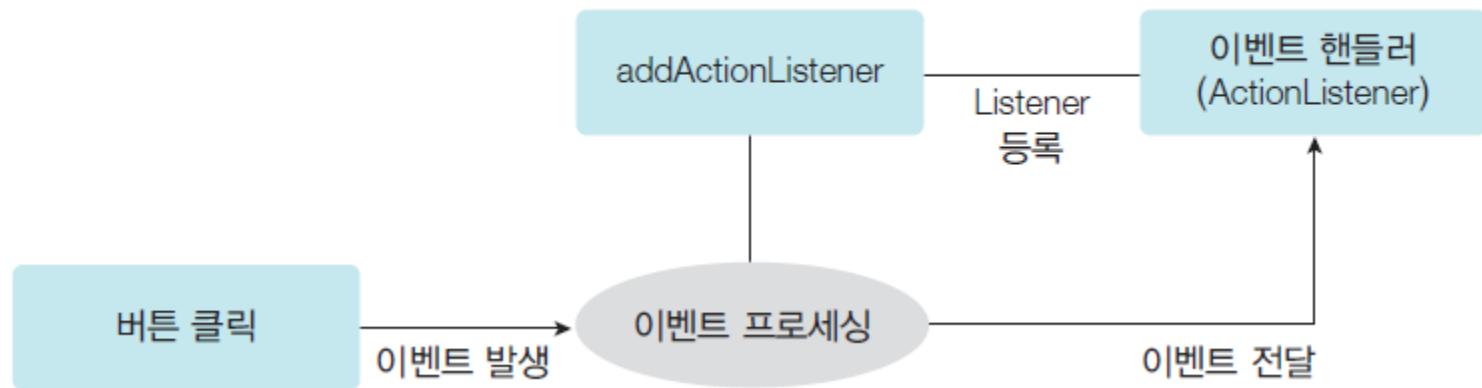 addActionListener
Listener
등록
이벤트 핸들러
(ActionListener)
버튼 클릭
이벤트 발생
이벤트 프로세싱
이벤트 전달